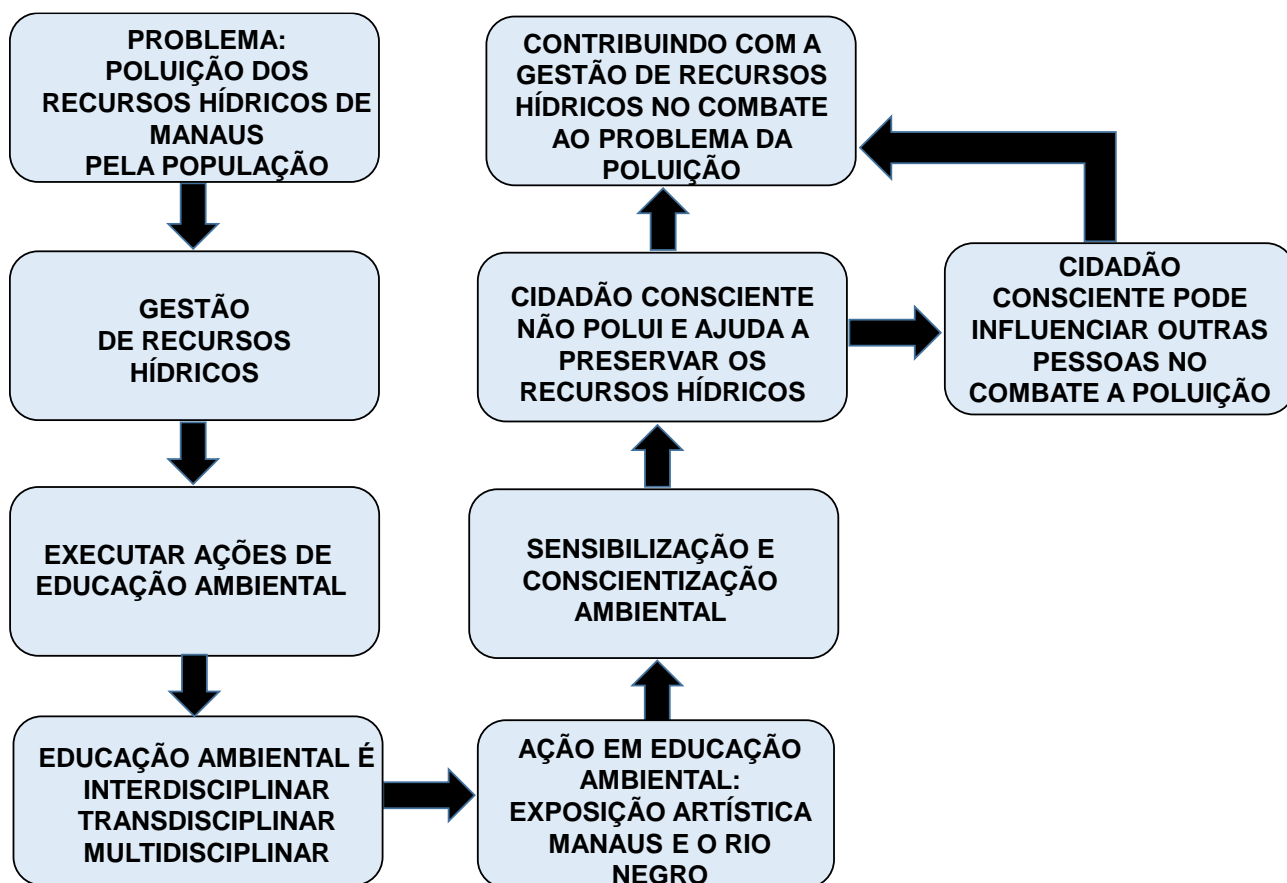 PROBLEMA:
POLUIÇÃO DOS
RECURSOS HÍDRICOS DE
MANAUS
PELA POPULAÇÃO
GESTÃO
DE RECURSOS
HÍDRICOS
EXECUTAR AÇÕES DE
EDUCAÇÃO AMBIENTAL
EDUCAÇÃO AMBIENTAL É
INTERDISCIPLINAR
TRANSDISCIPLINAR
MULTIDISCIPLINAR
AÇÃO EM EDUCAÇÃO
AMBIENTAL:
EXPOSIÇÃO ARTÍSTICA
MANAUS E O RIO
NEGRO
SENSIBILIZAÇÃO E
CONSCIENTIZAÇÃO
AMBIENTAL
CIDADÃO CONSCIENTE
NÃO POLUI E AJUDA A
PRESERVAR OS
RECURSOS HÍDRICOS
CIDADÃO
CONSCIENTE PODE
INFLUENCIAR OUTRAS
PESSOAS NO
COMBATE A POLUIÇÃO
CONTRIBUINDO COM A
GESTÃO DE RECURSOS
HÍDRICOS NO COMBATE
AO PROBLEMA DA
POLUIÇÃO